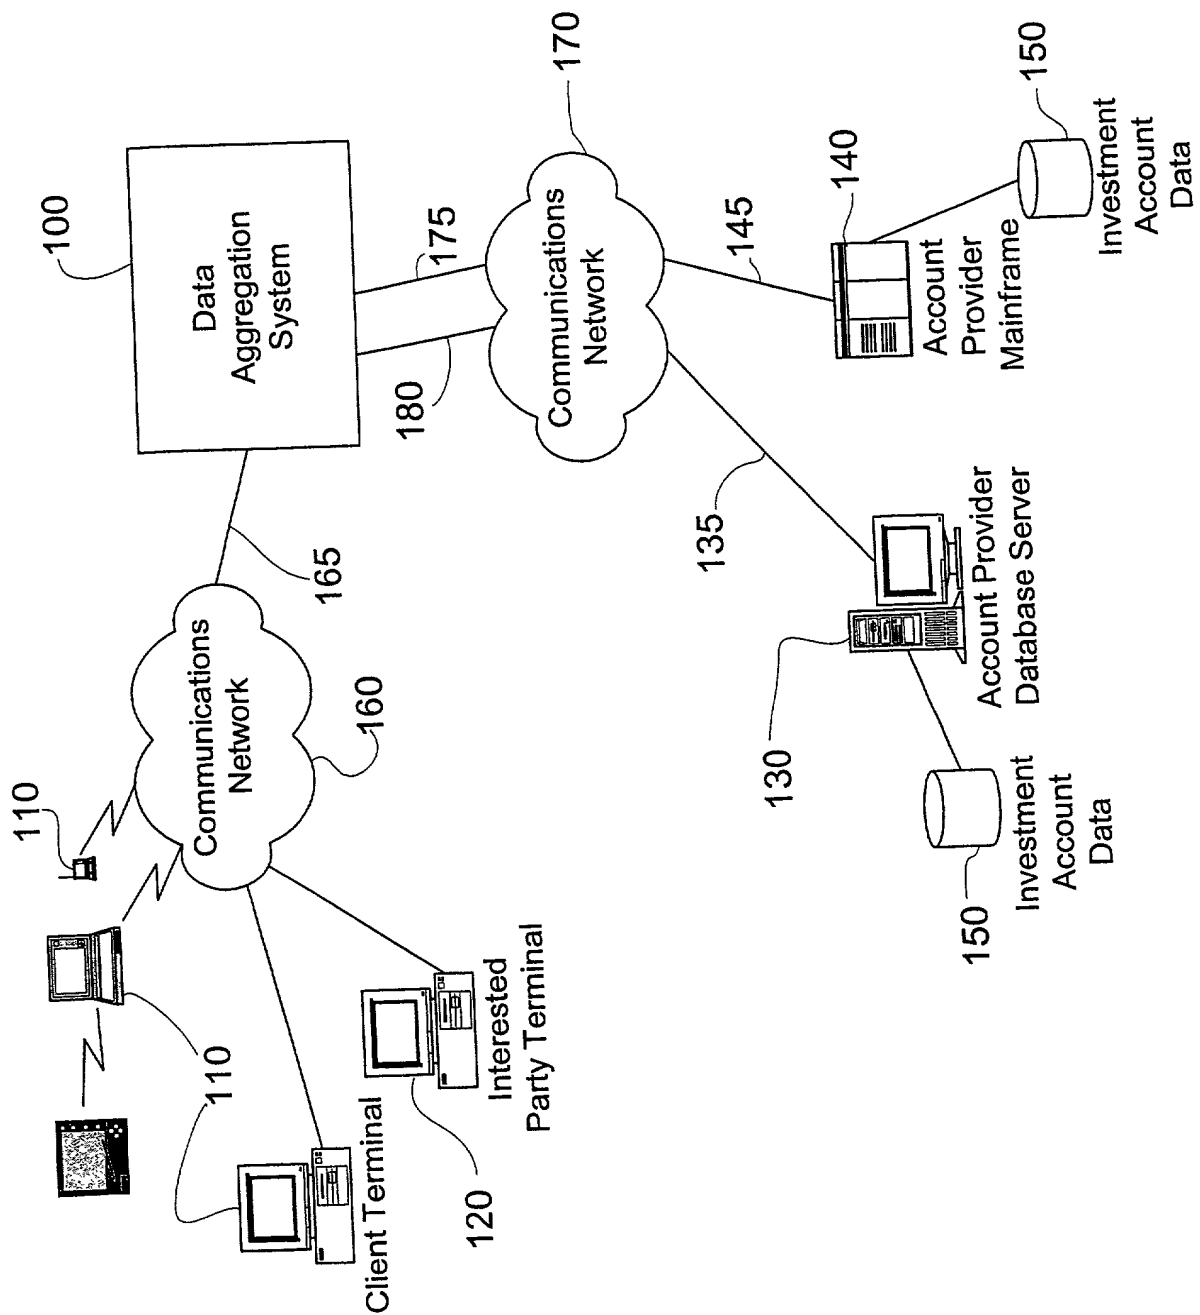 110
110
Client Terminal
120
Interested
Party Terminal
Communications
Network
160
165
100
Data
Aggregation
System
180
175
Communications
Network
170
135
145
130
Account Provider
Database Server
150
Investment
Account
Data
140
Account
Provider
Mainframe
150
Investment
Account
Data